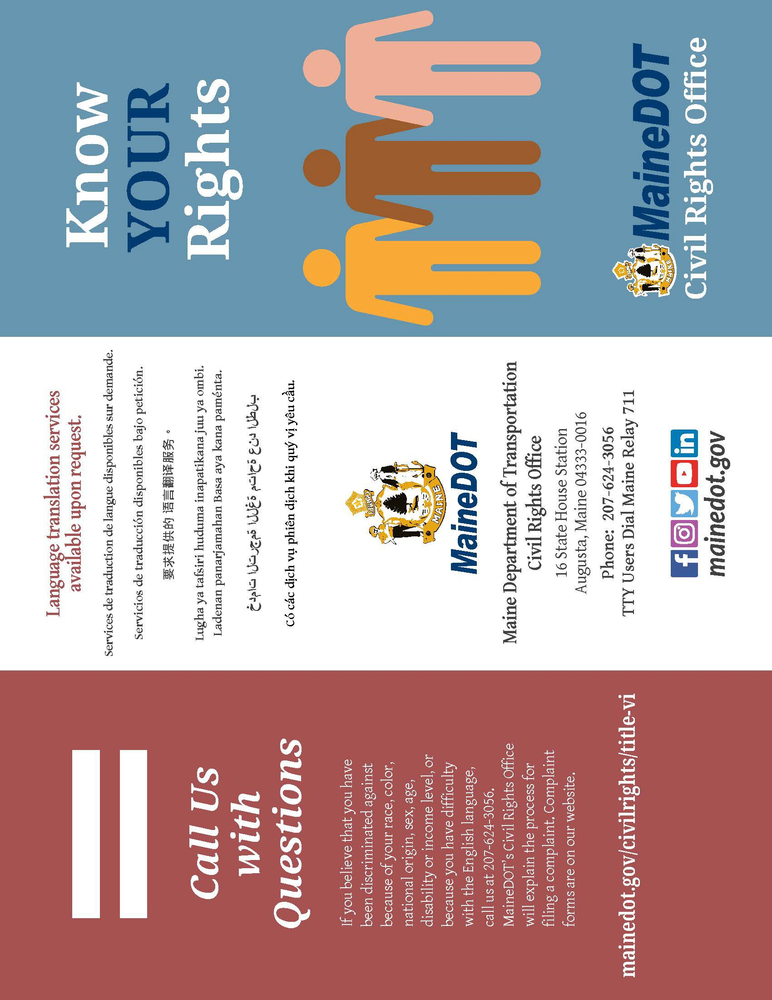 Call Us
with
Questions
If you believe that you have
been discriminated against
because of your race, color,
national origin, sex, age,
disability or income level, or
because you have difficulty
with the English language,
call us at 207-624-3056.
MaineDOT's Civil Rights Office
will explain the process for
filing a complaint. Complaint
forms are on our website.
mainedot.gov/civilrights/title-vi
Language translation services
available upon request.
Services de traduction de langue disponibles sur demande.
Servicios de traducción disponibles bajo petición.
要求提供的 语言翻译服务。
Lugha ya tafsiri huduma inapatikana juu ya ombi.
Ladenan panarjamahan Basa aya kana paménta.
خدمات الترجمة اللغة متاحة عند الطلب
Có các dịch vụ phiên dịch khi quý vị yêu cầu.
DIRIGO
MAINE
MaineDOT
Maine Department of Transportation
Civil Rights Office
16 State House Station
Augusta, Maine 04333-0016
Phone: 207-624-3056
TTY Users Dial Maine Relay 711
mainedot.gov
Know
YOUR
Rights
DIRIGO
MAINE
MaineDOT
Civil Rights Office